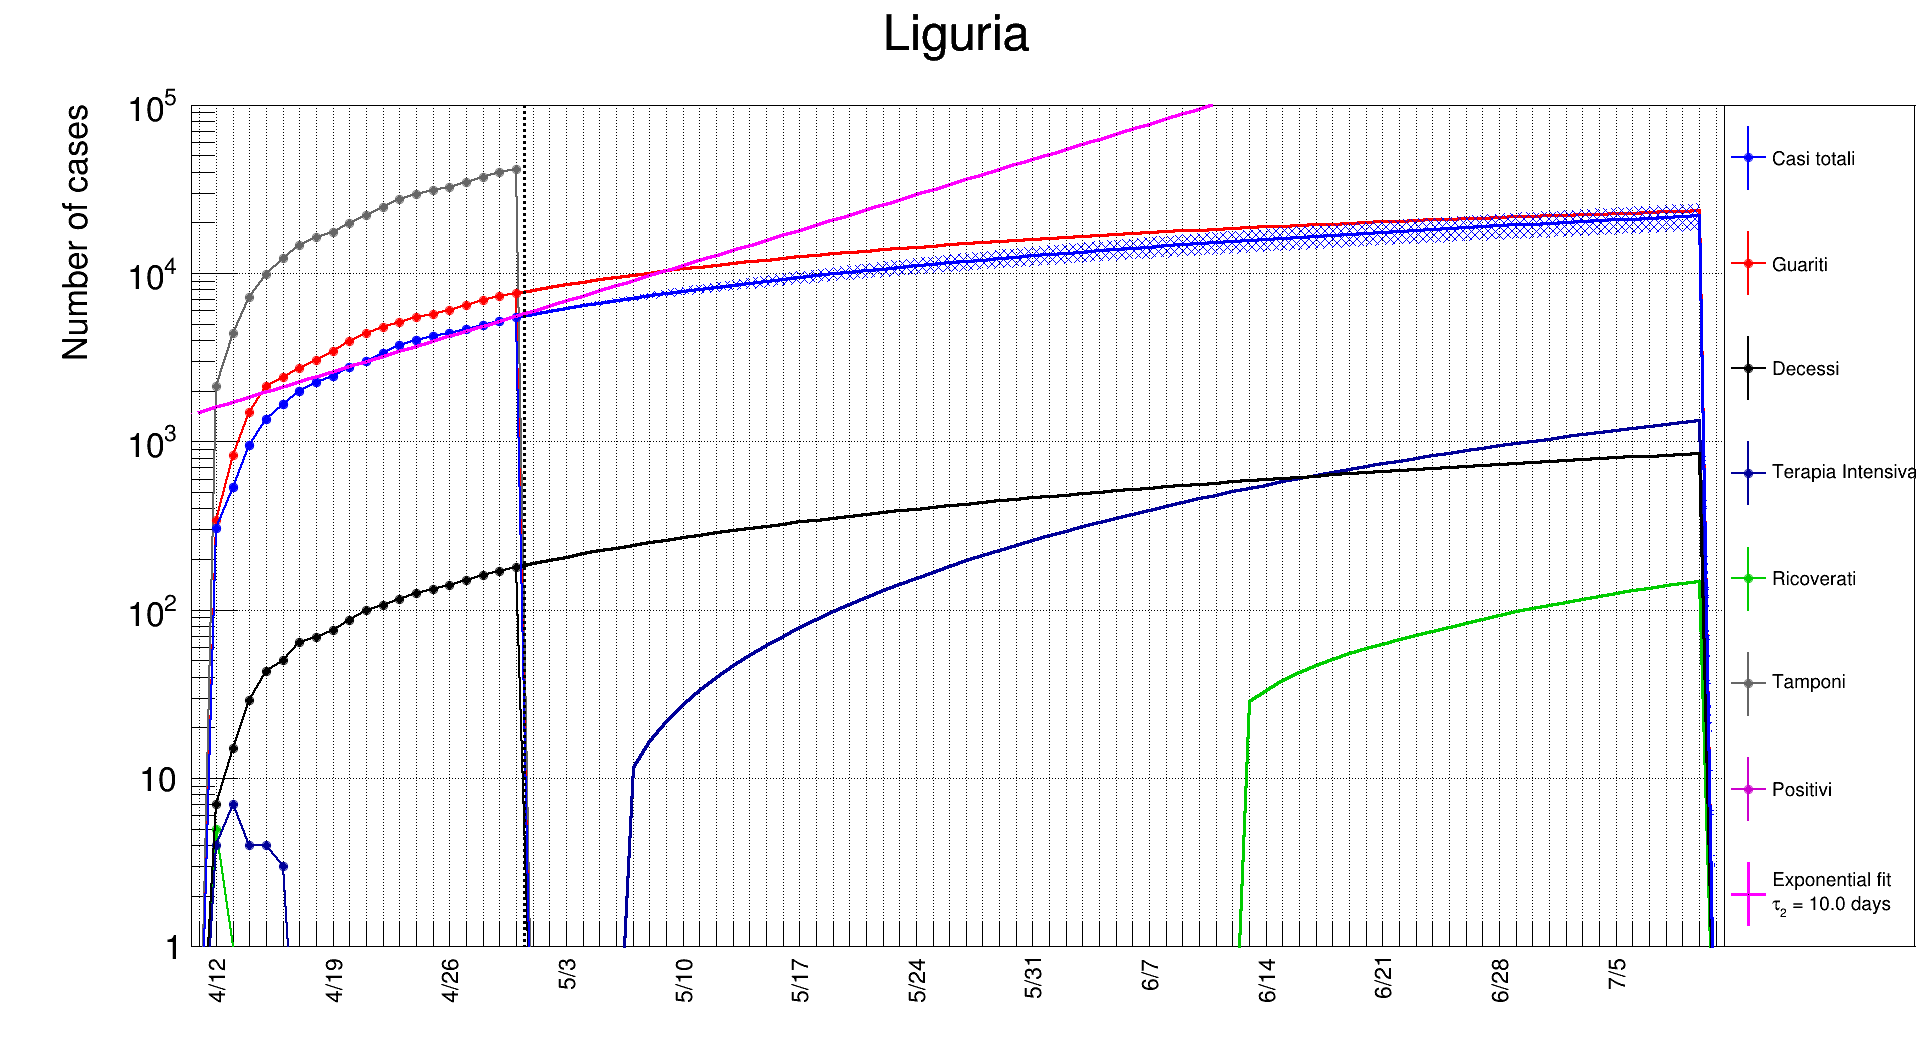 Liguria
Number of cases
10^5
10^4
10^3
10^2
10
1
4/12
4/19
4/26
5/3
5/10
5/17
5/24
5/31
6/7
6/14
6/21
6/28
7/5
Casi totali
Guariti
Decessi
Terapia Intensiva
Ricoverati
Tamponi
Positivi
Exponential fit
τ_2 = 10.0 days